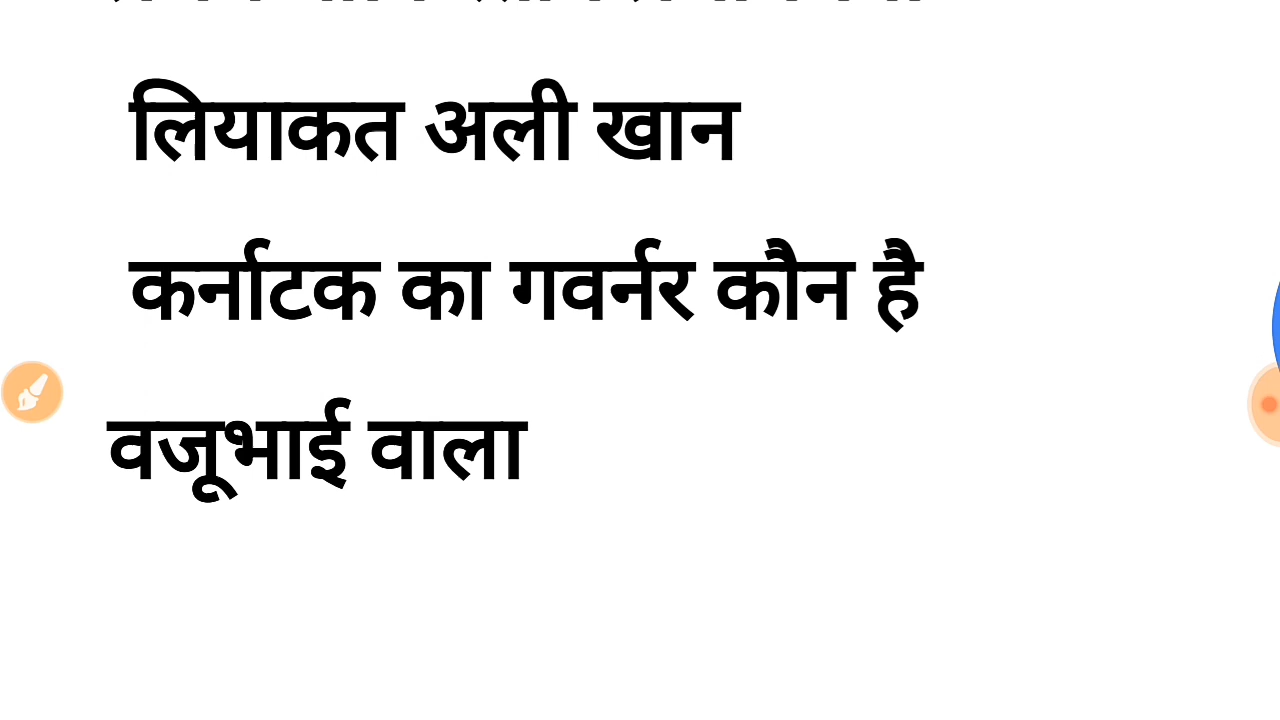 लियाकत अली खान
कर्नाटक का गवर्नर कौन है
वजूभाई वाला